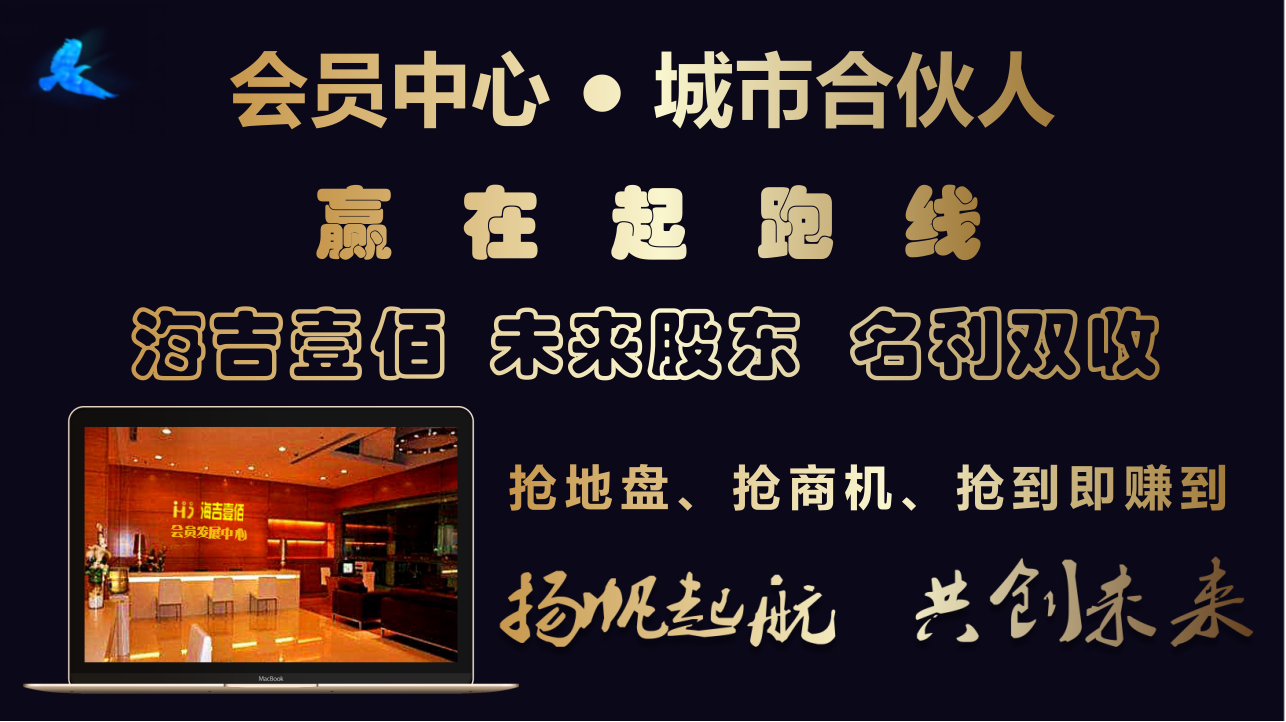 会员中心 • 城市合伙人
赢在起跑线
海吉壹佰 未来股东 名利双收
抢地盘、抢商机、抢到即赚到
扬帆起航 共创未来
海吉壹佰
会员发展中心
MacBook